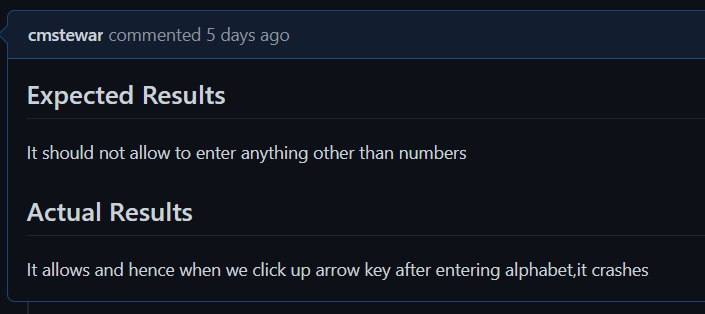 cmstewar commented 5 days ago
Expected Results
It should not allow to enter anything other than numbers
Actual Results
It allows and hence when we click up arrow key after entering alphabet,it crashes